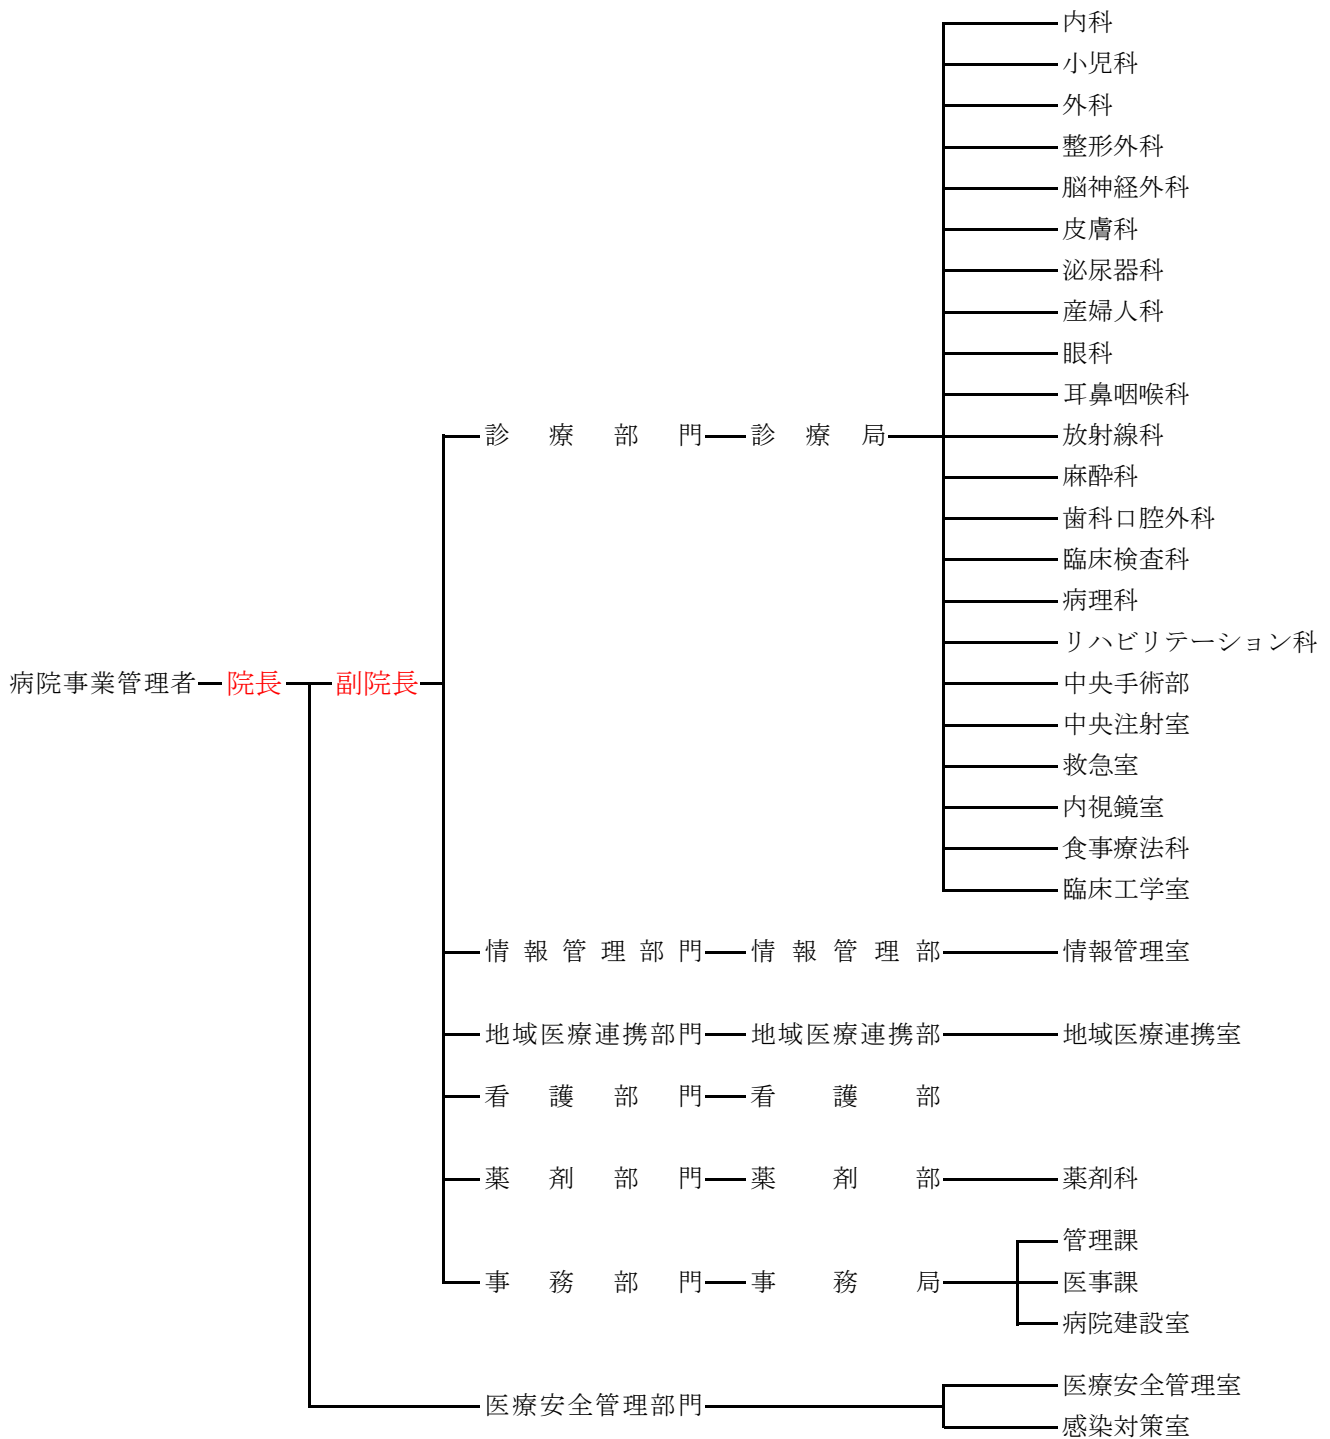 内科
小児科
外科
整形外科
脳神経外科
皮膚科
泌尿器科
産婦人科
眼科
耳鼻咽喉科
診療部門 診療局 放射線科
麻酔科
歯科口腔外科
臨床検査科
病理科
リハビリテーション科
病院事業管理者 院長 副院長 中央手術部
中央注射室
救急室
内視鏡室
食事療法科
臨床工学室
情報管理部門 情報管理部 情報管理室
地域医療連携部門 地域医療連携部 地域医療連携室
看護部門 看護部
薬剤部門 薬剤部 薬剤科
管理課
事務部門 事務局 医事課
病院建設室
医療安全管理室
医療安全管理部門
感染対策室